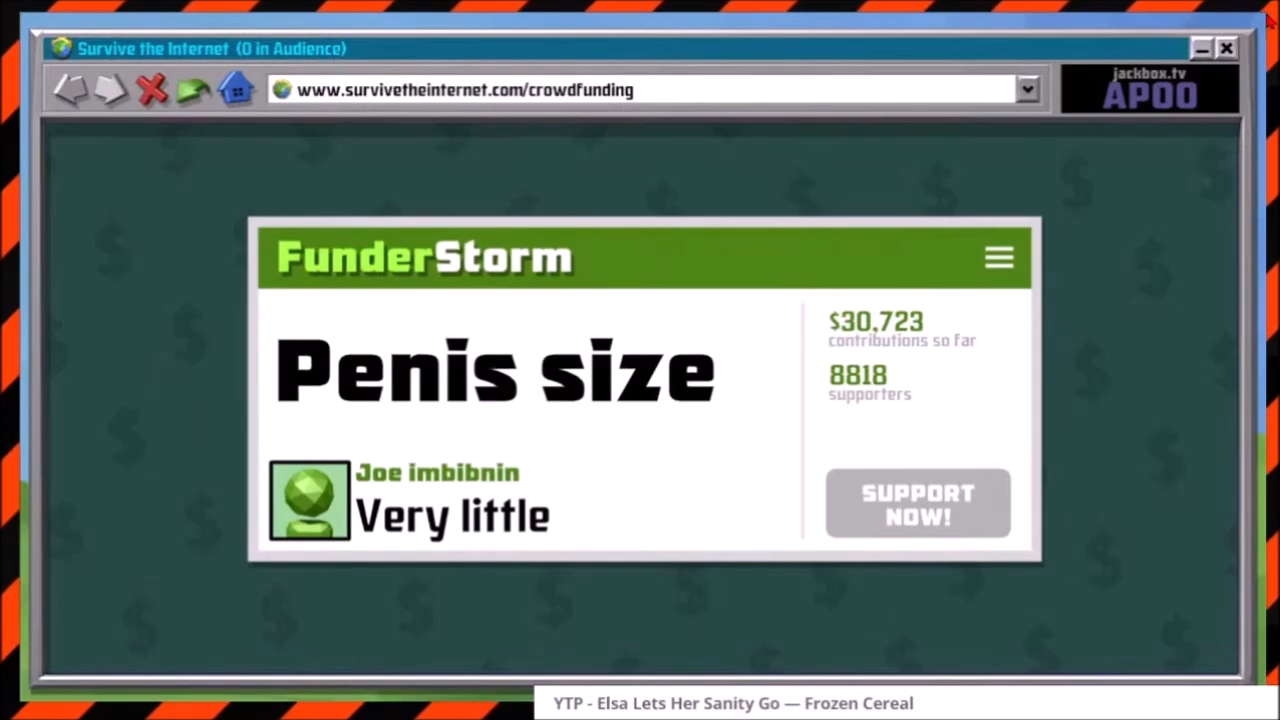 Survive the Internet (0 in Audience)
www.survivetheinternet.com/crowdfunding
jackbox.tv
APOO
FunderStorm
Penis size
$30,723
contributions so far
8818
supporters
Joe imbibnin
Very little
SUPPORT
NOW!
YTP - Elsa Lets Her Sanity Go — Frozen Cereal